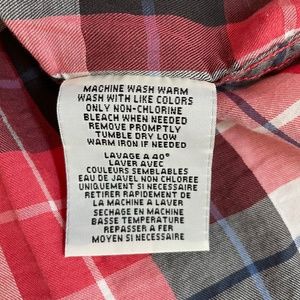 MACHINE WASH WARM
WASH WITH LIKE COLORS
ONLY NON-CHLORINE
BLEACH WHEN NEEDED
REMOVE PROMPTLY
TUMBLE DRY LOW
WARM IRON IF NEEDED
LAVAGE A 40°
LAVER AVEC
COULEURS SEMBLABLES
EAU DE JAVEL NON CHLOREE
UNIQUEMENT SI NECESSAIRE
RETIRER RAPIDEMENT DE
LA MACHINE A LAVER
SECHAGE EN MACHINE
BASSE TEMPERATURE
REPASSER A FER
MOYEN SI NECESSAIRE